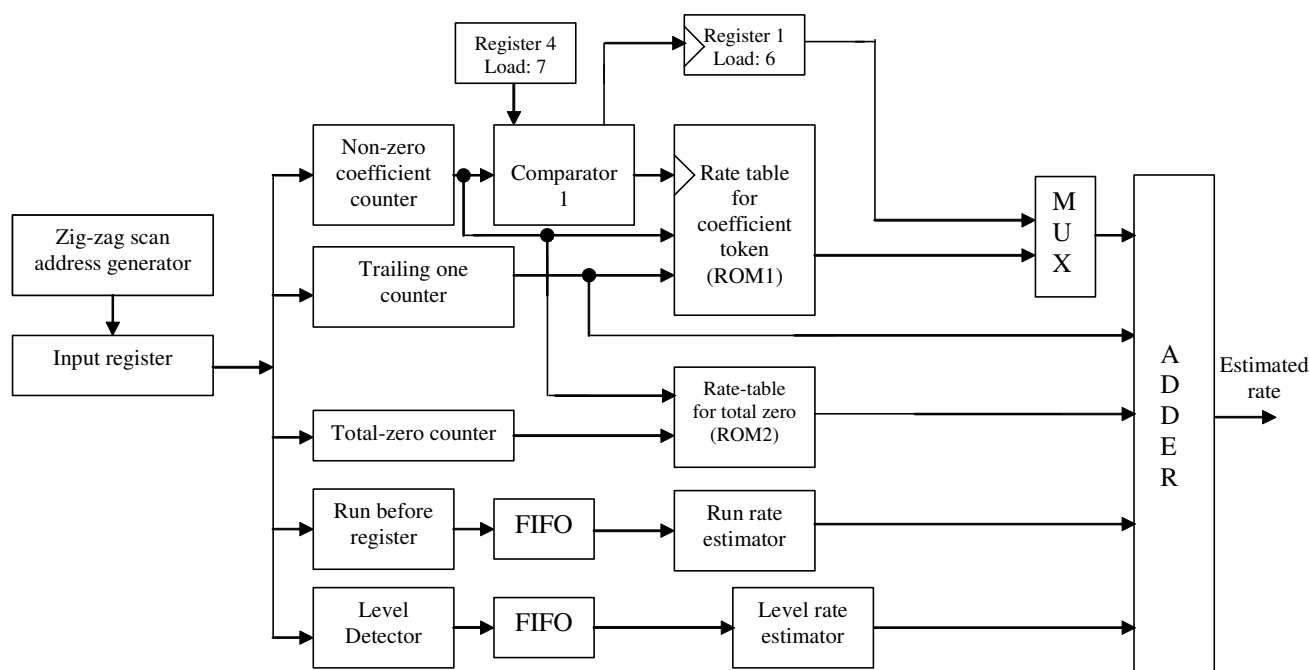 Register 4
Load: 7
Register 1
Load: 6
Non-zero
coefficient
counter
Comparator
1
Rate table
for
coefficient
token
(ROM1)
M
U
X
Zig-zag scan
address generator
Trailing one
counter
Input register
A
D
D
E
R
Estimated
rate
Rate-table
for total zero
(ROM2)
Total-zero counter
Run before
register
FIFO
Run rate
estimator
Level
Detector
FIFO
Level rate
estimator